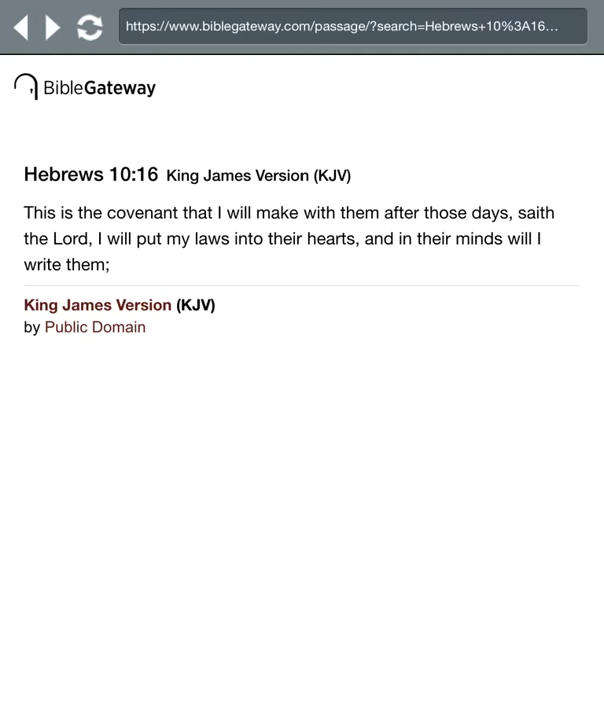 https://www.biblegateway.com/passage/?search=Hebrews+10%3A16...
BibleGateway
Hebrews 10:16 King James Version (KJV)
This is the covenant that I will make with them after those days, saith
the Lord, I will put my laws into their hearts, and in their minds will I
write them;
King James Version (KJV)
by Public Domain